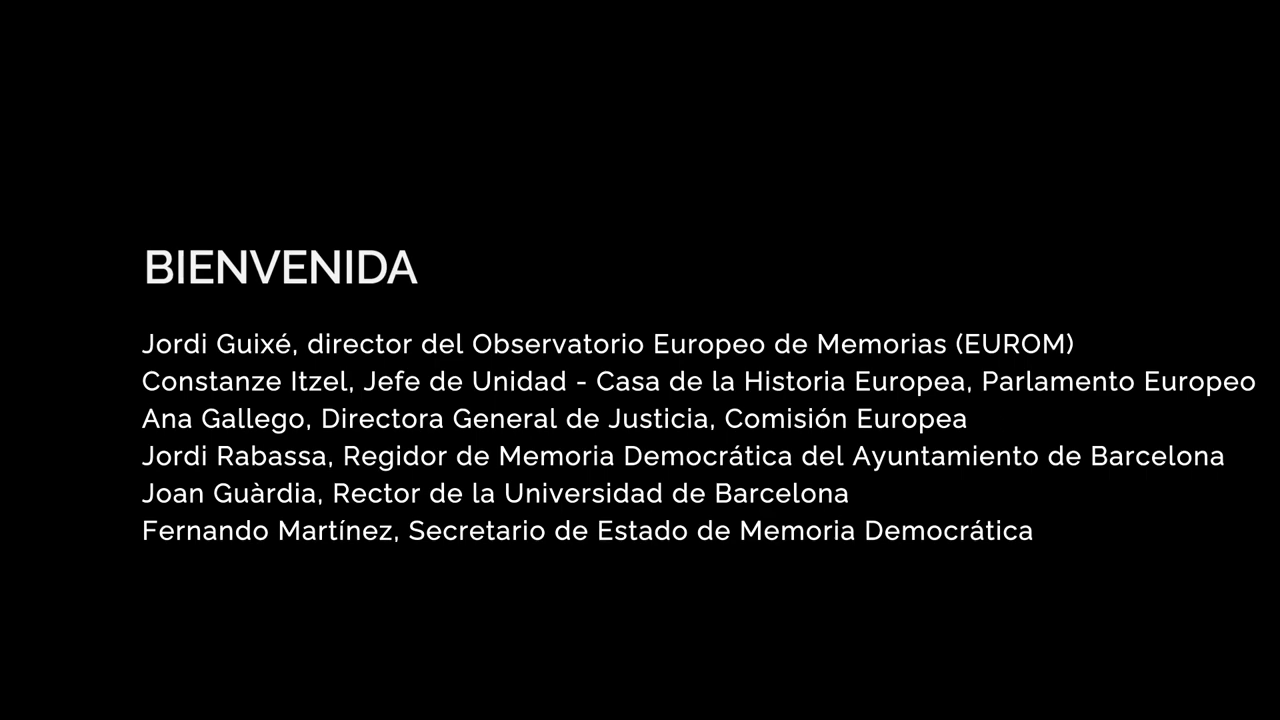 BIENVENIDA
Jordi Guixé, director del Observatorio Europeo de Memorias (EUROM)
Constanze Itzel, Jefe de Unidad - Casa de la Historia Europea, Parlamento Europeo
Ana Gallego, Directora General de Justicia, Comisión Europea
Jordi Rabassa, Regidor de Memoria Democrática del Ayuntamiento de Barcelona
Joan Guàrdia, Rector de la Universidad de Barcelona
Fernando Martínez, Secretario de Estado de Memoria Democrática